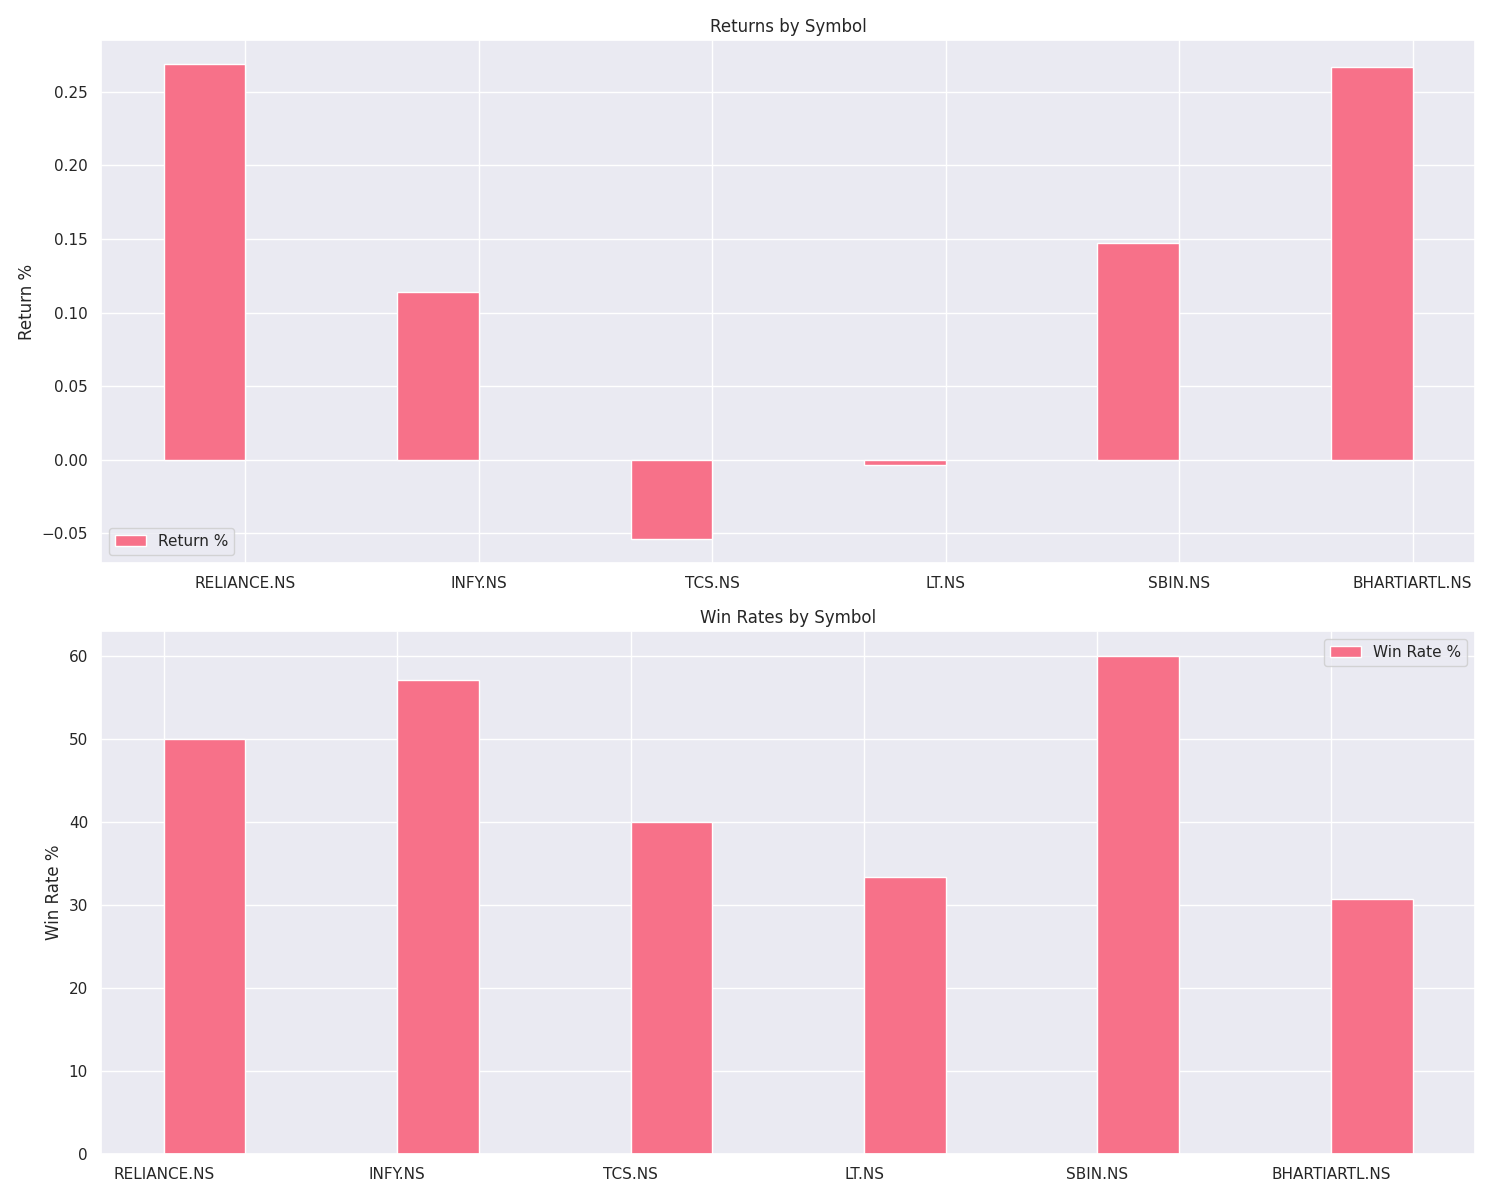 Returns by Symbol
Return %
0.25
0.20
0.15
0.10
0.05
0.00
−0.05
Return %
RELIANCE.NS INFY.NS TCS.NS LT.NS SBIN.NS BHARTIARTL.NS
Win Rates by Symbol
Win Rate %
60
50
40
30
20
10
0
Win Rate %
RELIANCE.NS INFY.NS TCS.NS LT.NS SBIN.NS BHARTIARTL.NS